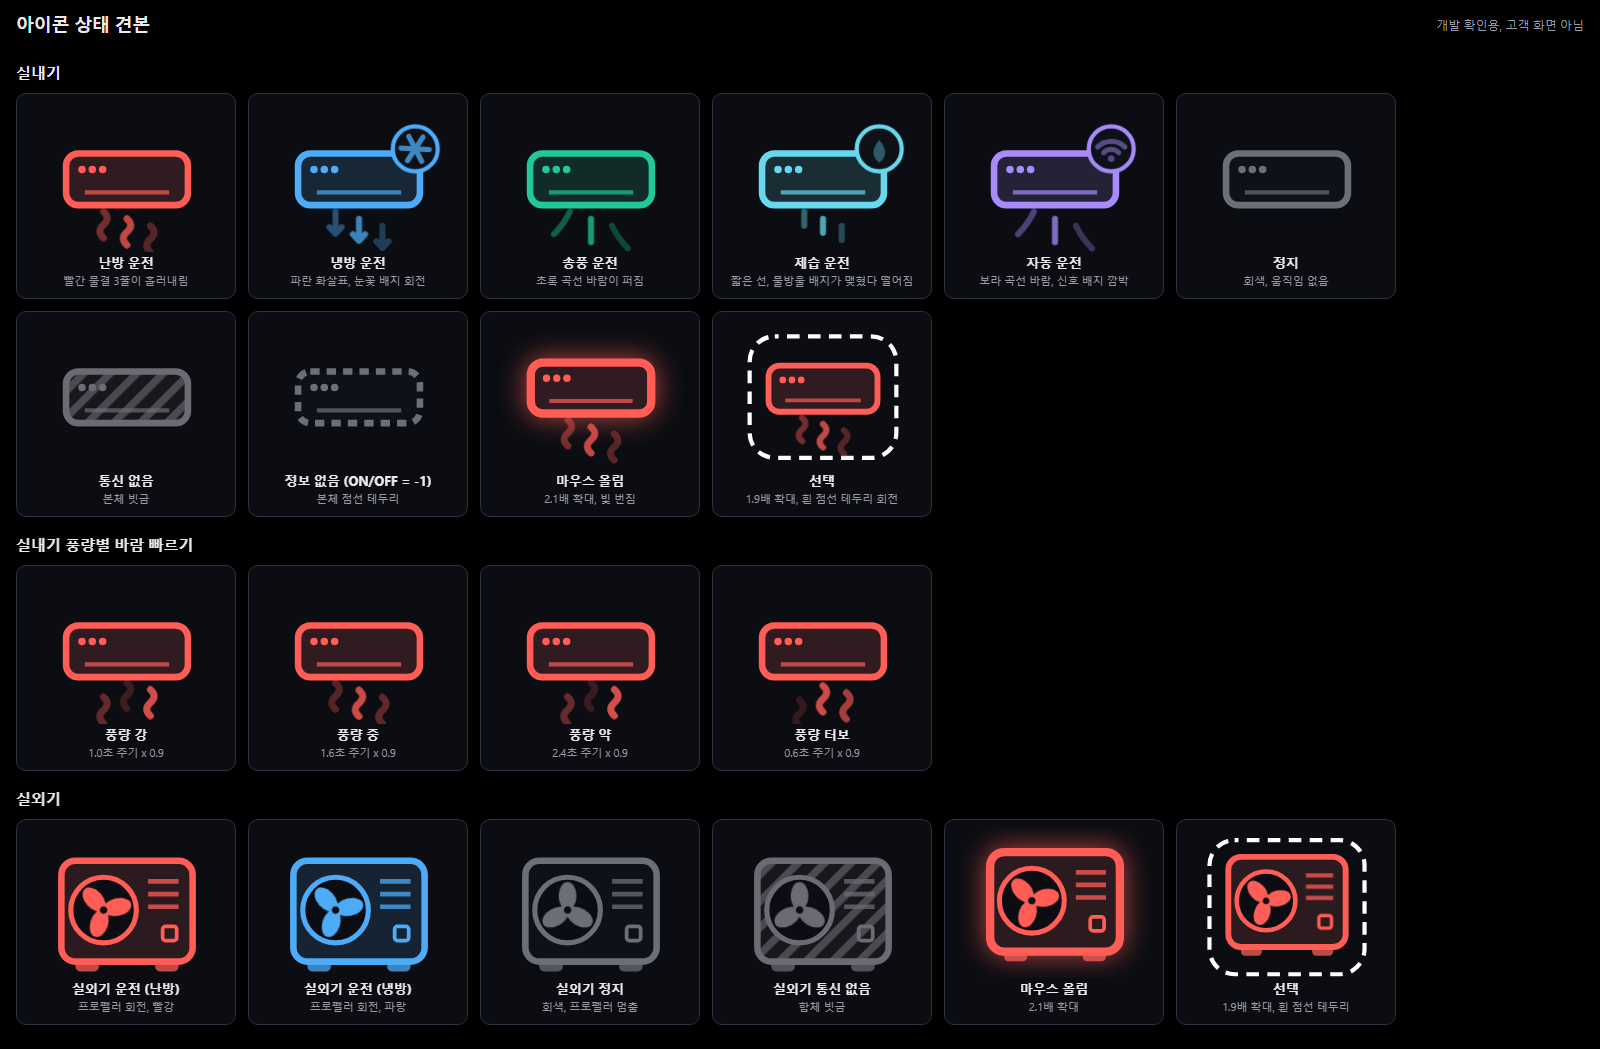 아이콘 상태 견본
개발 확인용, 고객 화면 아님
실내기
난방 운전
빨간 물결 3줄이 흘러내림
냉방 운전
파란 화살표, 눈꽃 배지 회전
송풍 운전
초록 곡선 바람이 퍼짐
제습 운전
짧은 선, 물방울 배지가 맺혔다 떨어짐
자동 운전
보라 곡선 바람, 신호 배지 깜박
정지
회색, 움직임 없음
통신 없음
본체 빗금
정보 없음 (ON/OFF = -1)
본체 점선 테두리
마우스 올림
2.1배 확대, 빛 번짐
선택
1.9배 확대, 흰 점선 테두리 회전
실내기 풍량별 바람 빠르기
풍량 강
1.0초 주기 x 0.9
풍량 중
1.6초 주기 x 0.9
풍량 약
2.4초 주기 x 0.9
풍량 터보
0.6초 주기 x 0.9
실외기
실외기 운전 (난방)
프로펠러 회전, 빨강
실외기 운전 (냉방)
프로펠러 회전, 파랑
실외기 정지
회색, 프로펠러 멈춤
실외기 통신 없음
함체 빗금
마우스 올림
2.1배 확대
선택
1.9배 확대, 흰 점선 테두리